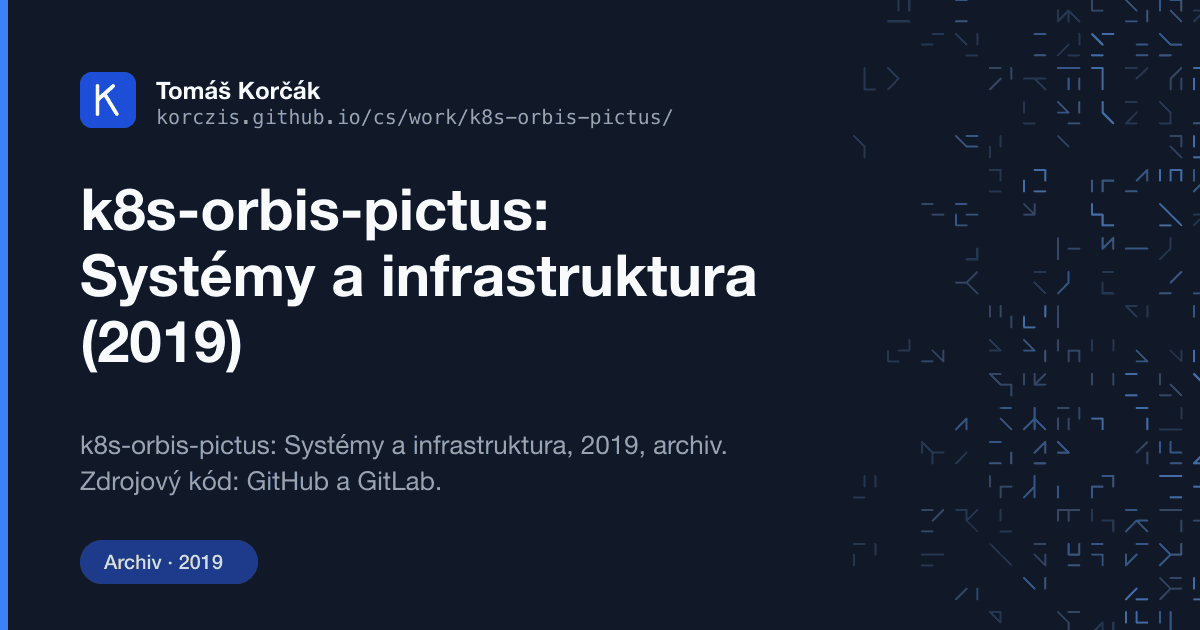 Tomáš Korčák
korczis.github.io/cs/work/k8s-orbis-pictus/
k8s-orbis-pictus:
Systémy a infrastruktura
(2019)
k8s-orbis-pictus: Systémy a infrastruktura, 2019, archiv.
Zdrojový kód: GitHub a GitLab.
Archiv · 2019